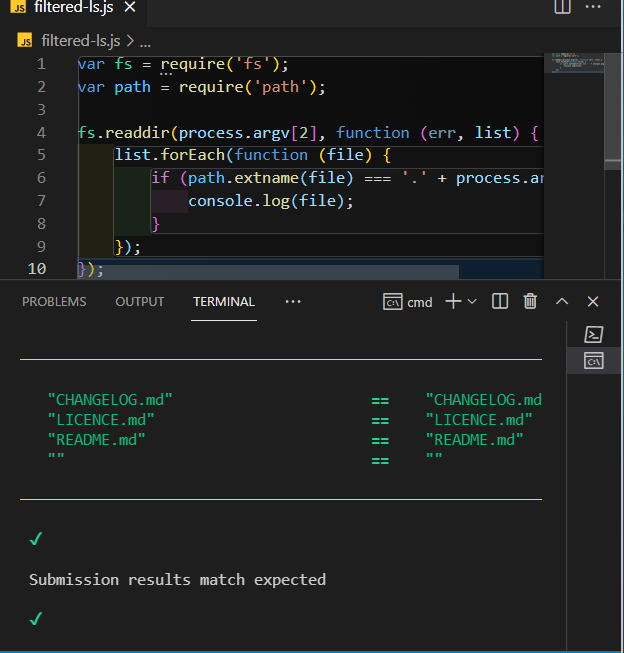 JS filtered-ls.js
JS filtered-ls.js > ...
1 var fs = require('fs');
2 var path = require('path');
3
4 fs.readdir(process.argv[2], function (err, list) {
5 list.forEach(function (file) {
6 if (path.extname(file) === '.' + process.ar
7 console.log(file);
8 }
9 });
10 });
PROBLEMS OUTPUT TERMINAL ... cmd
"CHANGELOG.md" == "CHANGELOG.md
"LICENCE.md" == "LICENCE.md"
"README.md" == "README.md"
"" == ""
✓
Submission results match expected
✓